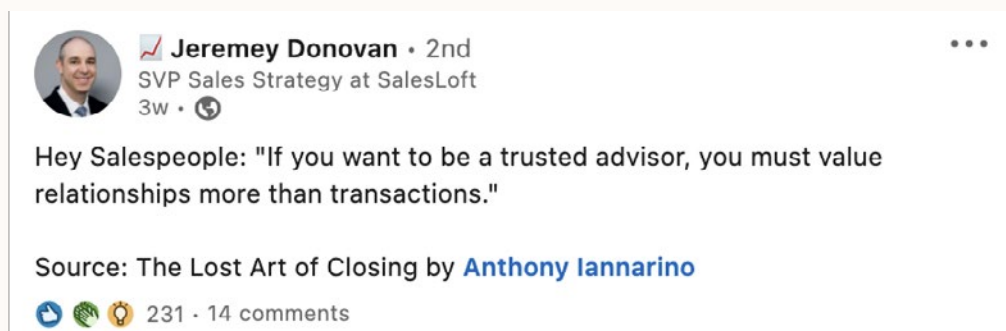 Jeremey Donovan • 2nd
SVP Sales Strategy at SalesLoft
3w •
Hey Salespeople: "If you want to be a trusted advisor, you must value
relationships more than transactions."
Source: The Lost Art of Closing by Anthony Iannarino
231 · 14 comments